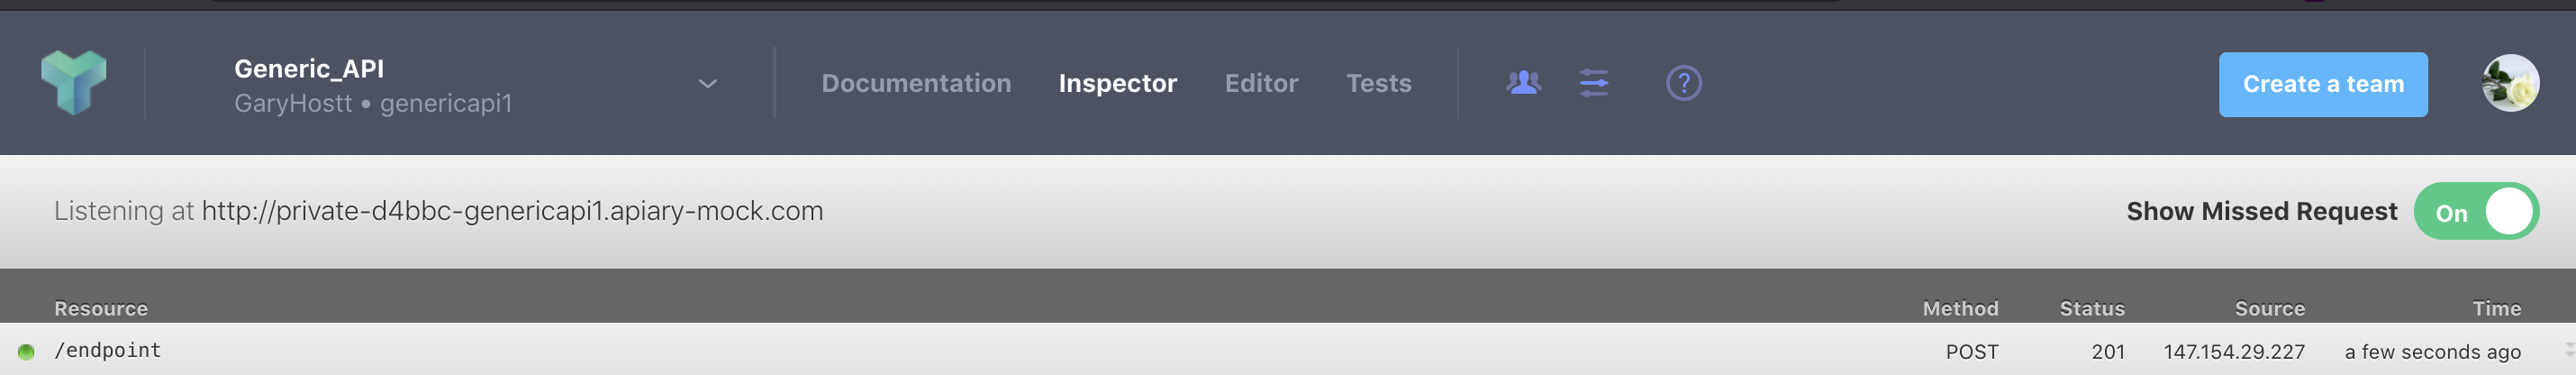 Generic_API
GaryHostt • genericapi1
Documentation Inspector Editor Tests ? Create a team
Listening at http://private-d4bbc-genericapi1.apiary-mock.com Show Missed Request On
Resource Method Status Source Time
/endpoint POST 201 147.154.29.227 a few seconds ago